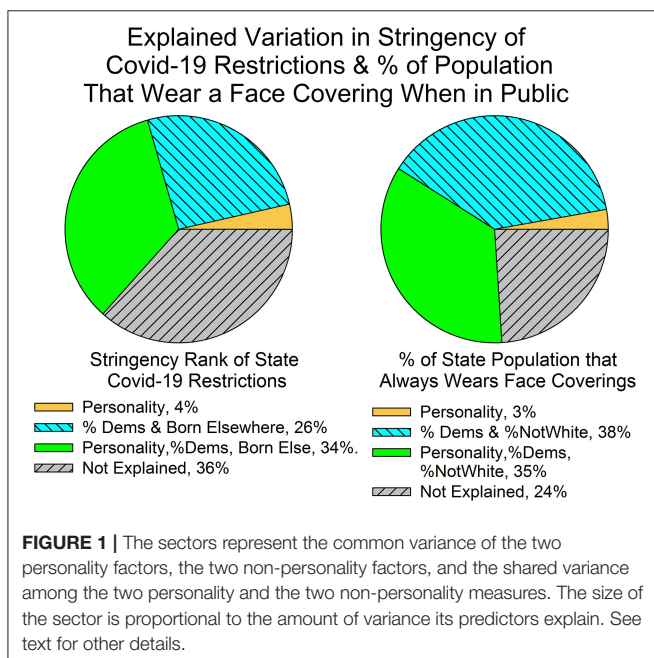 Explained Variation in Stringency of
Covid-19 Restrictions & % of Population
That Wear a Face Covering When in Public
Stringency Rank of State
Covid-19 Restrictions
Personality, 4%
% Dems & Born Elsewhere, 26%
Personality,%Dems, Born Else, 34%.
Not Explained, 36%
% of State Population that
Always Wears Face Coverings
Personality, 3%
% Dems & %NotWhite, 38%
Personality,%Dems,
%NotWhite, 35%
Not Explained, 24%
FIGURE 1 | The sectors represent the common variance of the two
personality factors, the two non-personality factors, and the shared variance
among the two personality and the two non-personality measures. The size of
the sector is proportional to the amount of variance its predictors explain. See
text for other details.